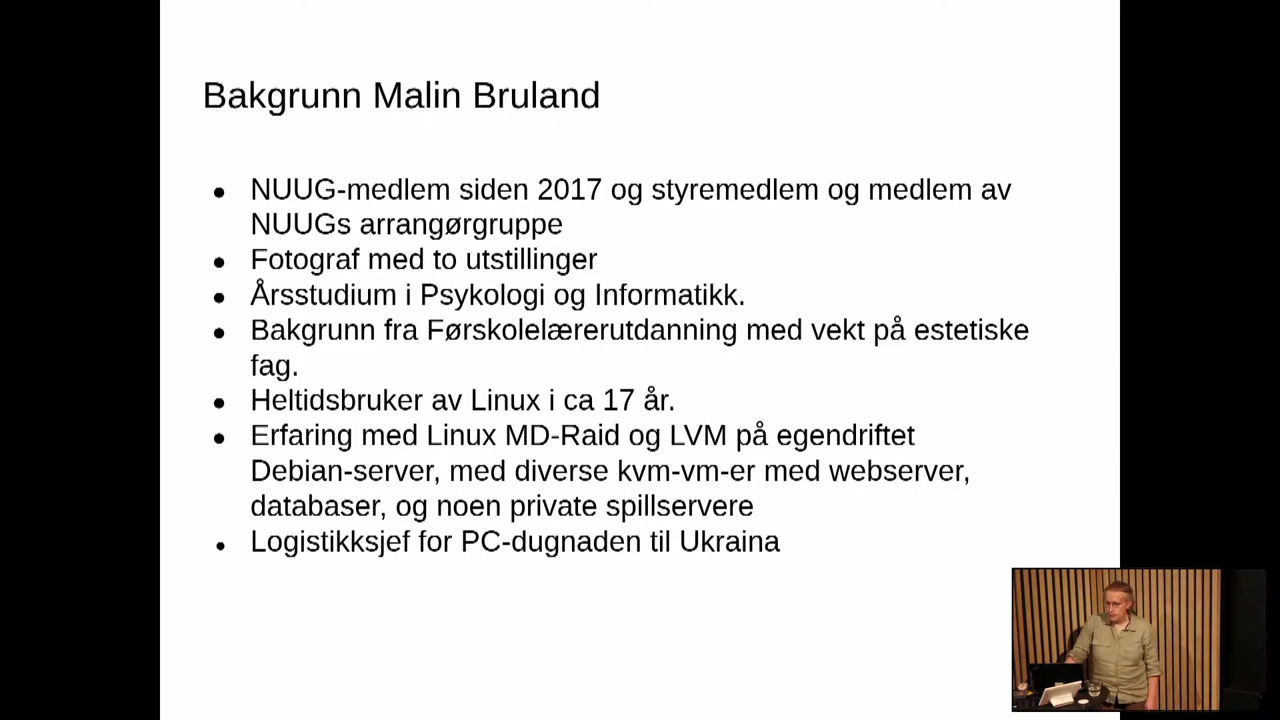 Bakgrunn Malin Bruland
● NUUG-medlem siden 2017 og styremedlem og medlem av
NUUGs arrangørgruppe
● Fotograf med to utstillinger
● Årsstudium i Psykologi og Informatikk.
● Bakgrunn fra Førskolelærerutdanning med vekt på estetiske
fag.
● Heltidsbruker av Linux i ca 17 år.
● Erfaring med Linux MD-Raid og LVM på egendriftet
Debian-server, med diverse kvm-vm-er med webserver,
databaser, og noen private spillservere
● Logistikksjef for PC-dugnaden til Ukraina